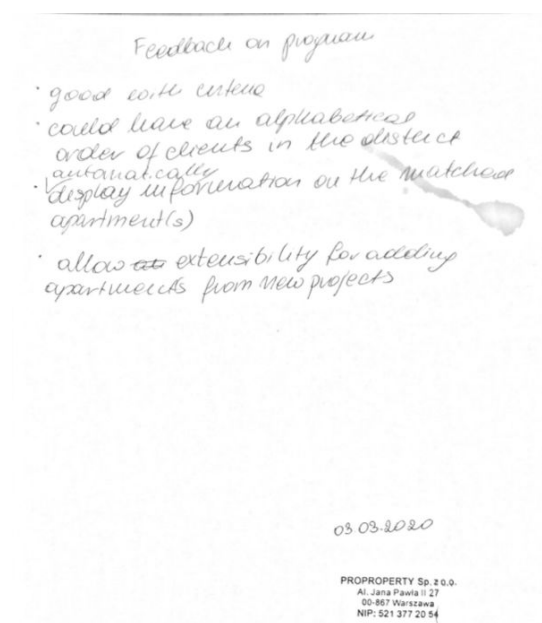 Feedback on program
· good with criteria
· could have an alphabetical
order of clients in the district
automatically
· display information on the matched
apartment(s)
· allow extensibility for adding
apartments from new projects
03.03.2020
PROPROPERTY Sp. z o.o.
Al. Jana Pawła II 27
00-867 Warszawa
NIP: 521 377 20 54